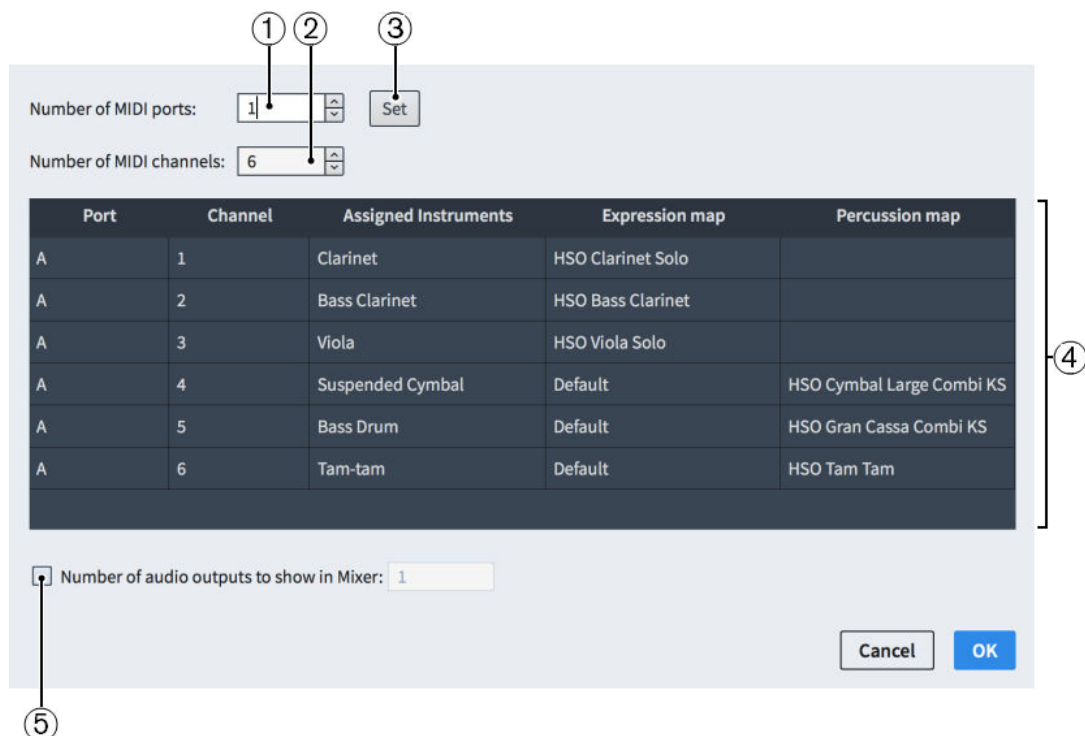 ① ② ③
Number of MIDI ports: 1 Set
Number of MIDI channels: 6
Port Channel Assigned Instruments Expression map Percussion map
A 1 Clarinet HSO Clarinet Solo
A 2 Bass Clarinet HSO Bass Clarinet
A 3 Viola HSO Viola Solo
④
A 4 Suspended Cymbal Default HSO Cymbal Large Combi KS
A 5 Bass Drum Default HSO Gran Cassa Combi KS
A 6 Tam-tam Default HSO Tam Tam
Number of audio outputs to show in Mixer: 1
Cancel OK
⑤